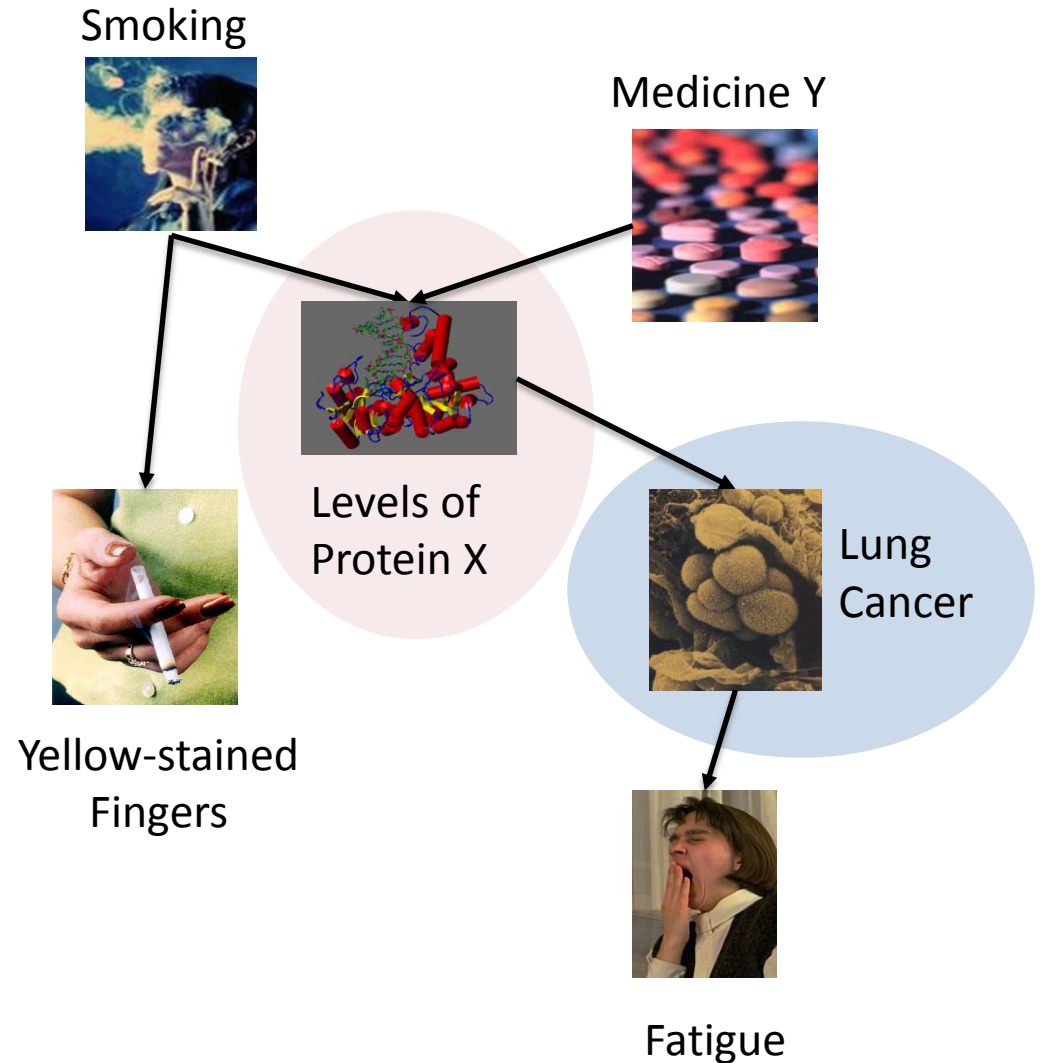 Smoking
Medicine Y
Levels of
Protein X
Lung
Cancer
Yellow-stained
Fingers
Fatigue